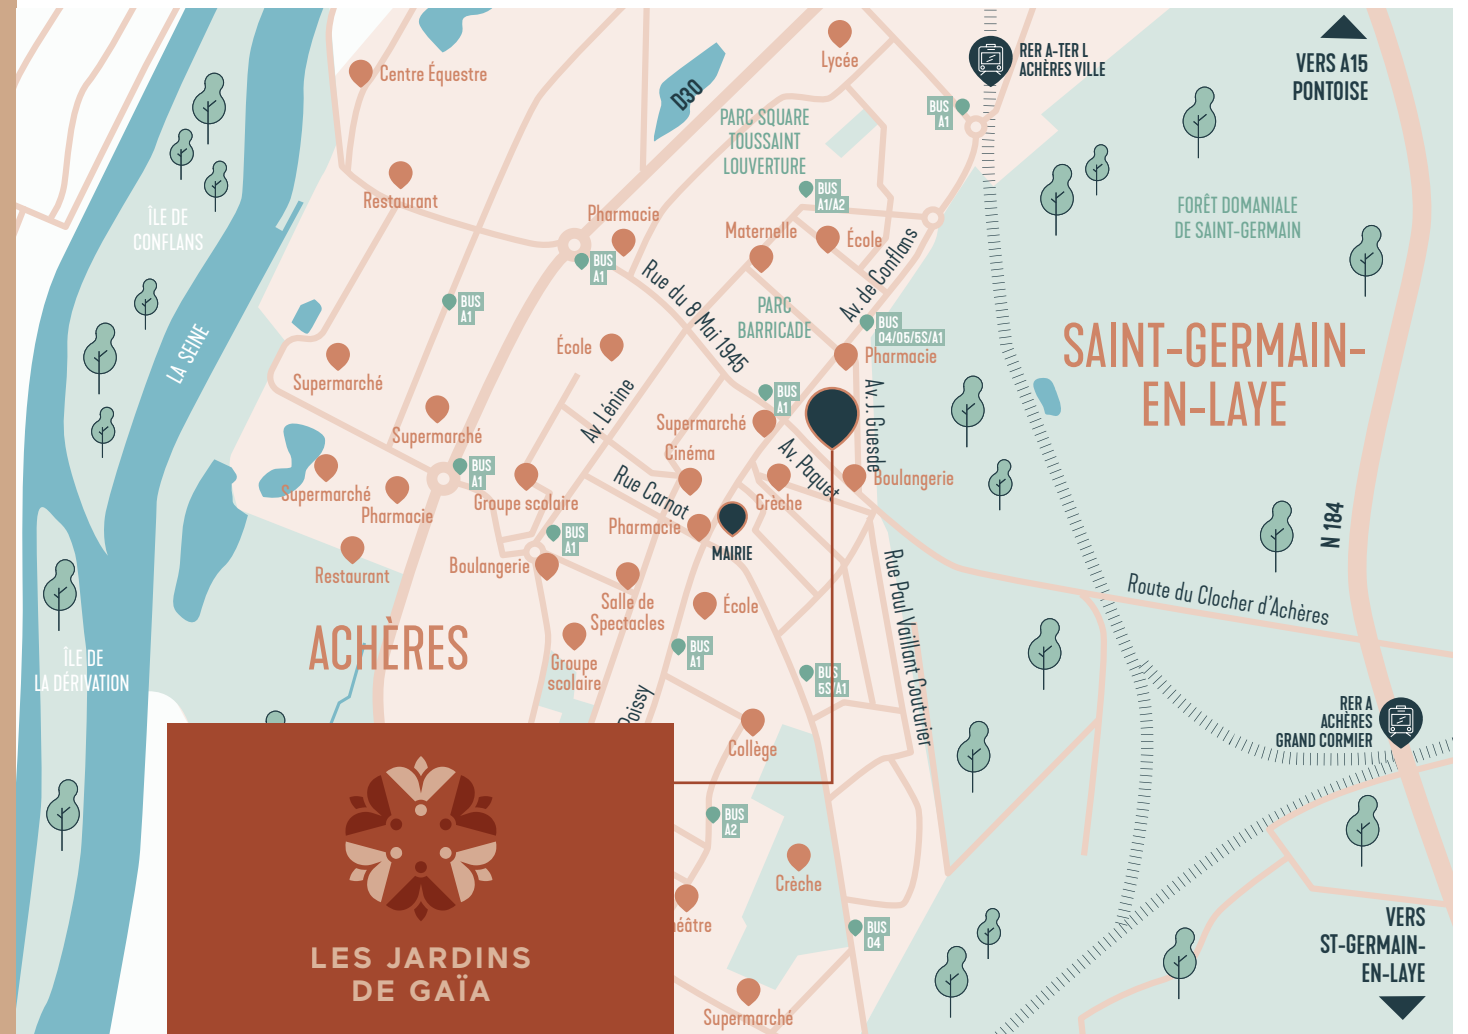 Lycée
RER A-TER L
ACHÈRES VILLE
VERS A15
PONTOISE
Centre Équestre
D30
BUS
A1
PARC SQUARE
TOUSSAINT
LOUVERTURE
Restaurant
BUS
A1/A2
ÎLE DE
CONFLANS
Pharmacie
Maternelle
École
FORÊT DOMANIALE
DE SAINT-GERMAIN
BUS
A1
Rue du 8 Mai 1945
Av. de Conflans
BUS
A1
PARC
BARRICADE
BUS
04/05/5S/A1
LA SEINE
École
Pharmacie
SAINT-GERMAIN-
EN-LAYE
Supermarché
Av. Lénine
BUS
A1
Av. J. Guesde
Supermarché
Supermarché
Cinéma
Av. Paquet
BUS
A1
Supermarché
Pharmacie
Groupe scolaire
Rue Carnot
Crèche
Boulangerie
N 184
BUS
A1
Pharmacie
MAIRIE
Restaurant
Boulangerie
Rue Paul Vaillant Couturier
Route du Clocher d'Achères
Salle de
Spectacles
École
ACHÈRES
BUS
A1
ÎLE DE
LA DÉRIVATION
Groupe
scolaire
BUS
5S/A1
Poissy
Collège
RER A
ACHÈRES
GRAND CORMIER
BUS
A2
Crèche
héâtre
BUS
04
VERS
ST-GERMAIN-
EN-LAYE
LES JARDINS
DE GAÏA
Supermarché